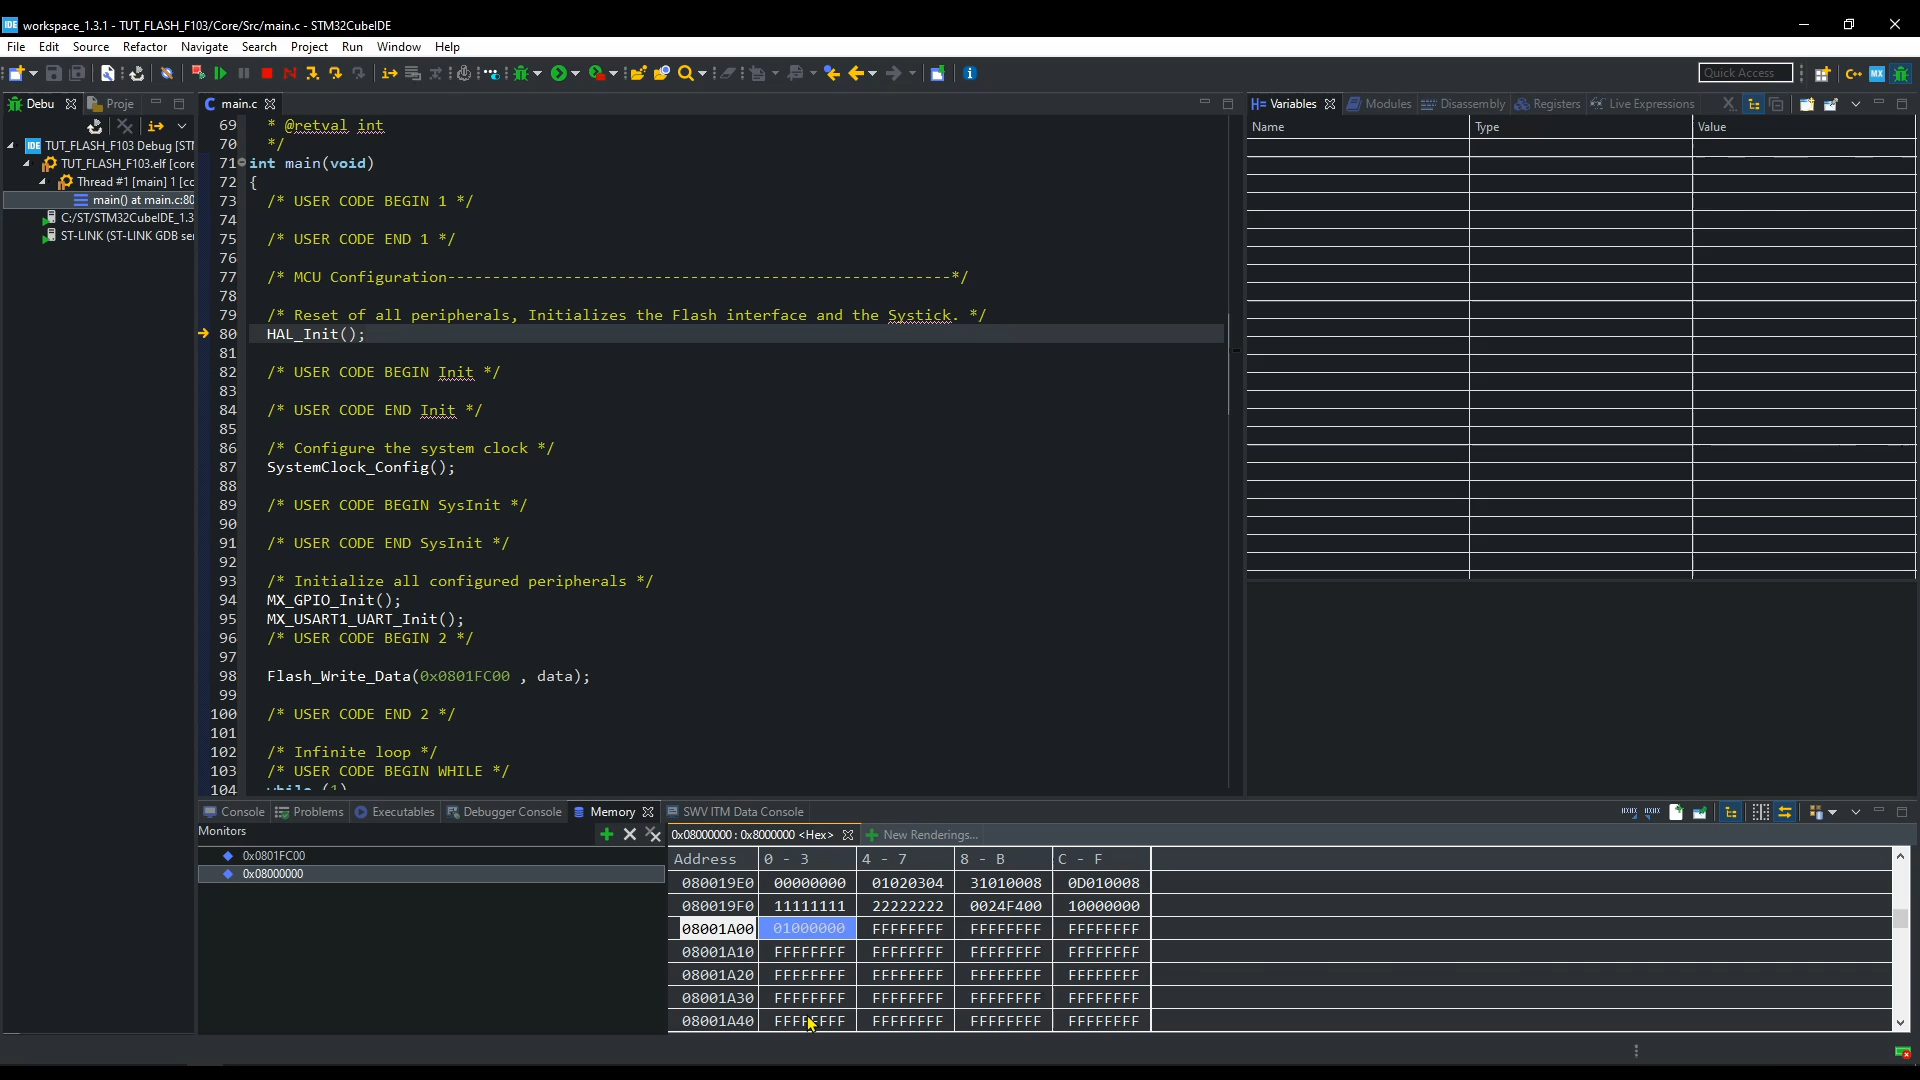 IDE workspace_1.3.1 - TUT_FLASH_F103/Core/Src/main.c - STM32CubeIDE
File Edit Source Refactor Navigate Search Project Run Window Help
Quick Access
Debu Proje
main.c
Variables Modules Disassembly Registers Live Expressions
Name Type Value
IDE TUT_FLASH_F103 Debug [STM
TUT_FLASH_F103.elf [core
Thread #1 [main] 1 [co
main() at main.c:80
C:/ST/STM32CubeIDE_1.3
ST-LINK (ST-LINK GDB se
69 * @retval int
70 */
71 int main(void)
72 {
73 /* USER CODE BEGIN 1 */
74
75 /* USER CODE END 1 */
76
77 /* MCU Configuration--------------------------------------------------------*/
78
79 /* Reset of all peripherals, Initializes the Flash interface and the Systick. */
80 HAL_Init();
81
82 /* USER CODE BEGIN Init */
83
84 /* USER CODE END Init */
85
86 /* Configure the system clock */
87 SystemClock_Config();
88
89 /* USER CODE BEGIN SysInit */
90
91 /* USER CODE END SysInit */
92
93 /* Initialize all configured peripherals */
94 MX_GPIO_Init();
95 MX_USART1_UART_Init();
96 /* USER CODE BEGIN 2 */
97
98 Flash_Write_Data(0x0801FC00 , data);
99
100 /* USER CODE END 2 */
101
102 /* Infinite loop */
103 /* USER CODE BEGIN WHILE */
104 while (1)
Console Problems Executables Debugger Console Memory SWV ITM Data Console
Monitors
0x0801FC00
0x08000000
0x08000000 : 0x8000000 <Hex> New Renderings...
Address 0 - 3 4 - 7 8 - B C - F
080019E0 00000000 01020304 31010008 0D010008
080019F0 11111111 22222222 0024F400 10000000
08001A00 01000000 FFFFFFFF FFFFFFFF FFFFFFFF
08001A10 FFFFFFFF FFFFFFFF FFFFFFFF FFFFFFFF
08001A20 FFFFFFFF FFFFFFFF FFFFFFFF FFFFFFFF
08001A30 FFFFFFFF FFFFFFFF FFFFFFFF FFFFFFFF
08001A40 FFFFFFFF FFFFFFFF FFFFFFFF FFFFFFFF